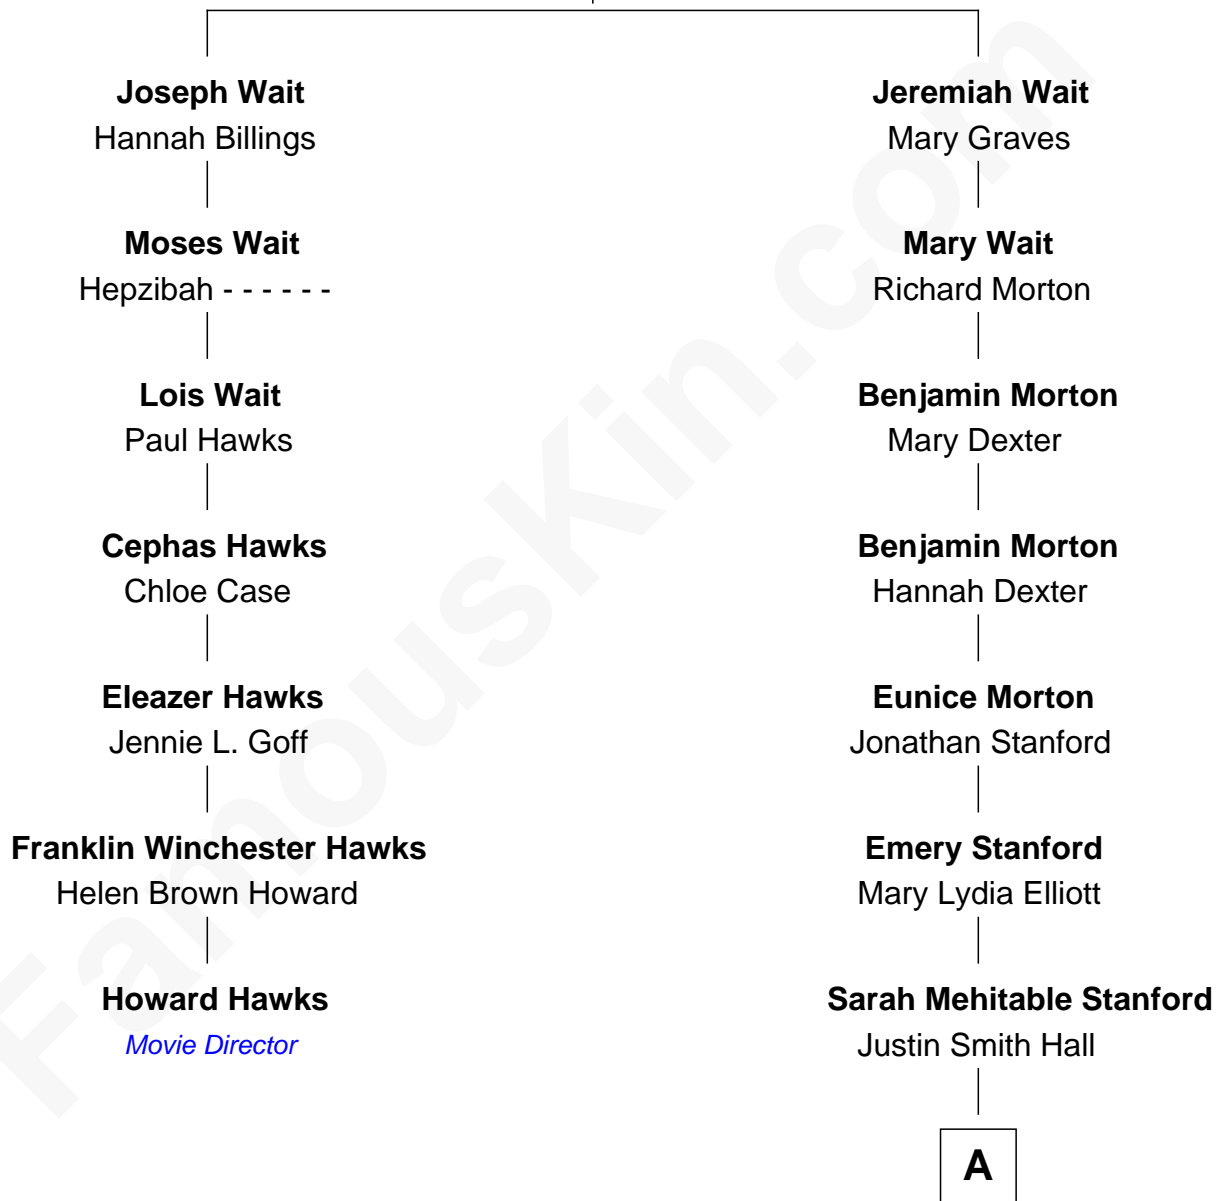 Joseph Wait
Hannah Billings
Moses Wait
Hepzibah - - - - - -
Lois Wait
Paul Hawks
Cephas Hawks
Chloe Case
Eleazer Hawks
Jennie L. Goff
Franklin Winchester Hawks
Helen Brown Howard
Howard Hawks
Movie Director
Jeremiah Wait
Mary Graves
Mary Wait
Richard Morton
Benjamin Morton
Mary Dexter
Benjamin Morton
Hannah Dexter
Eunice Morton
Jonathan Stanford
Emery Stanford
Mary Lydia Elliott
Sarah Mehitable Stanford
Justin Smith Hall
A
FamousKin.com